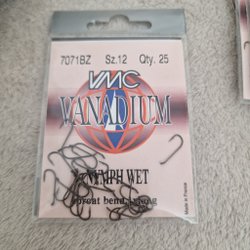 7071BZ Sz.12 Qty. 25
VMC
VANADIUM
NYMPH WET
Made in France